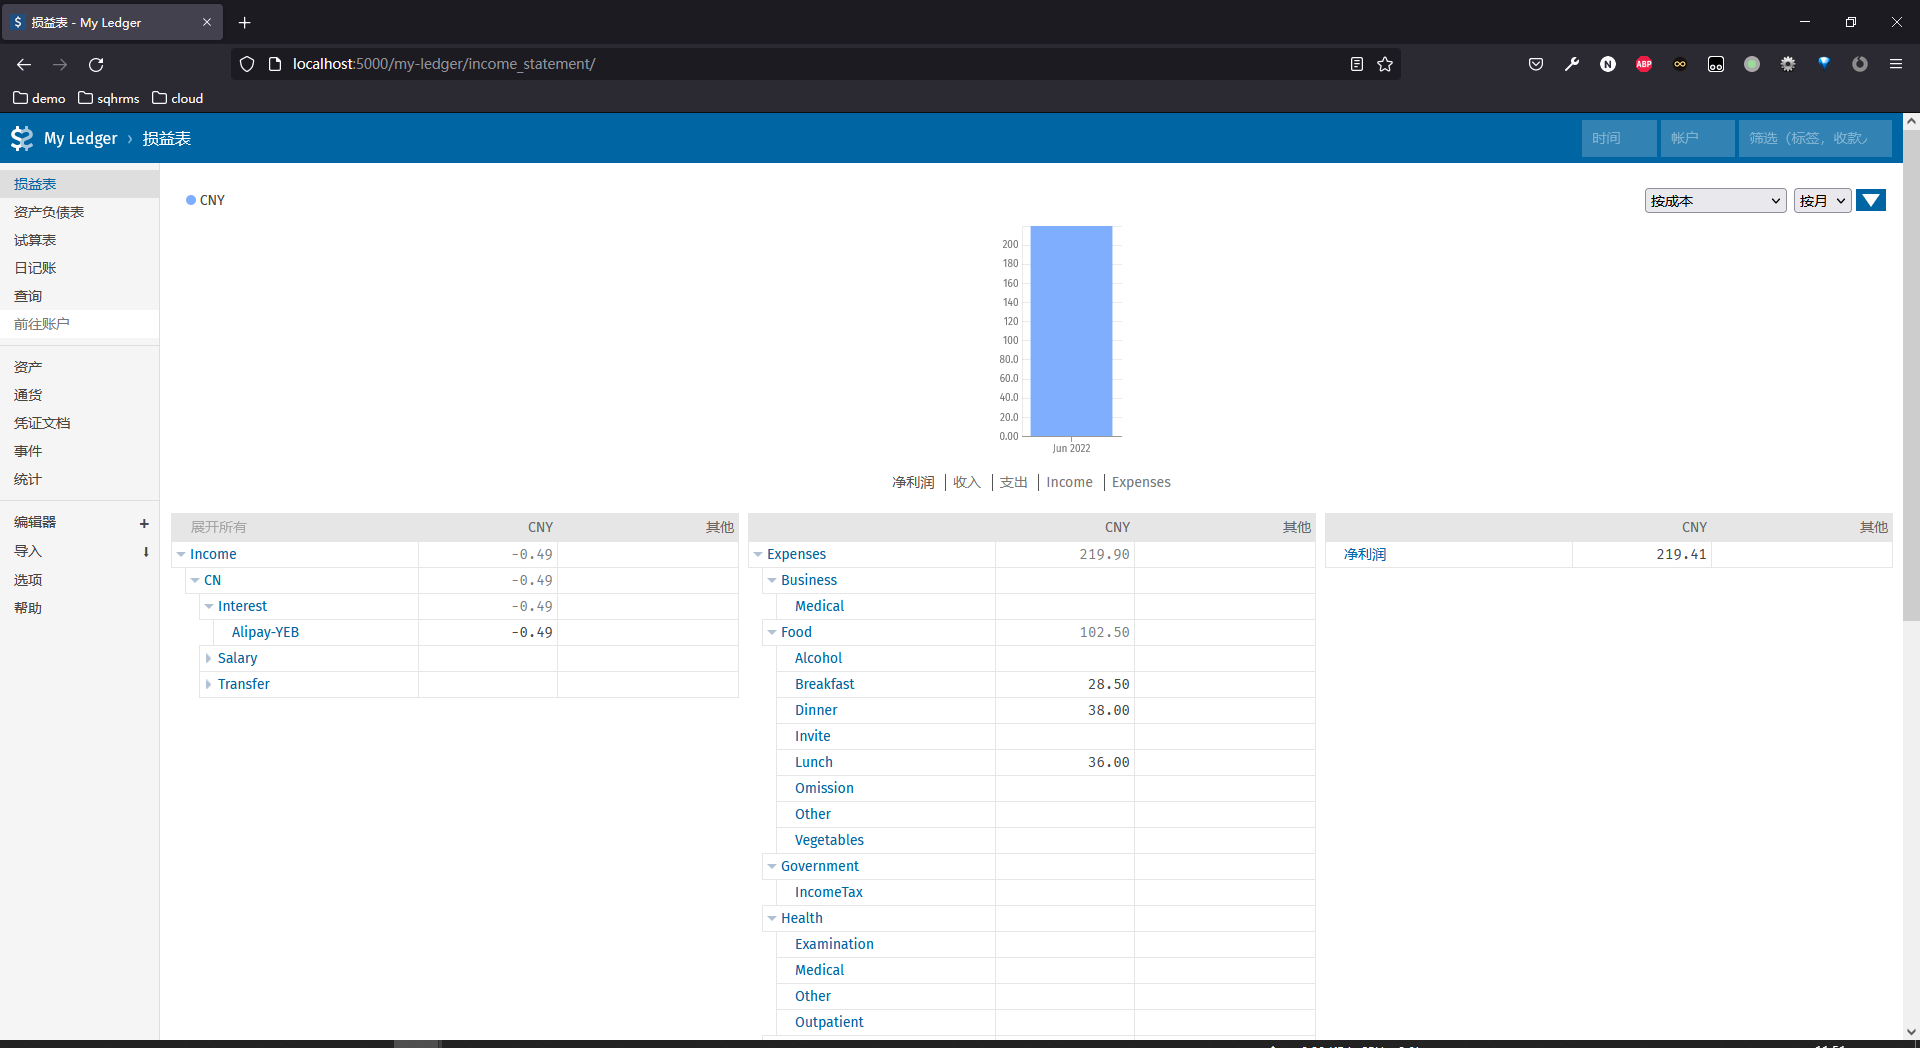 损益表 - My Ledger
localhost:5000/my-ledger/income_statement/
N
ABP
demo
sqhrms
cloud
My Ledger › 损益表
时间
帐户
筛选（标签，收款人
损益表
资产负债表
试算表
日记账
查询
前往账户
资产
通货
凭证文档
事件
统计
编辑器 +
导入
选项
帮助
CNY
按成本
按月
200
180
160
140
120
100
80.0
60.0
40.0
20.0
0.00
Jun 2022
净利润 收入 支出 Income Expenses
展开所有 CNY 其他
Income -0.49
CN -0.49
Interest -0.49
Alipay-YEB -0.49
Salary
Transfer
CNY 其他
Expenses 219.90
Business
Medical
Food 102.50
Alcohol
Breakfast 28.50
Dinner 38.00
Invite
Lunch 36.00
Omission
Other
Vegetables
Government
IncomeTax
Health
Examination
Medical
Other
Outpatient
CNY 其他
净利润 219.41